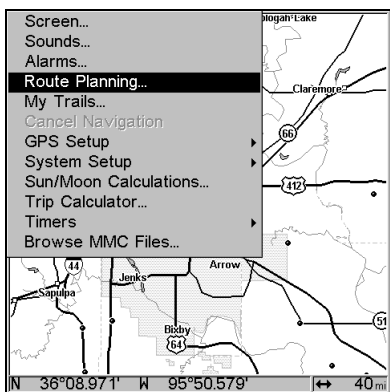 Screen...
Sounds...
Alarms...
Route Planning...
My Trails...
Cancel Navigation
GPS Setup
System Setup
Sun/Moon Calculations...
Trip Calculator...
Timers
Browse MMC Files...
ologah Lake
Claremore
66
412
44
Sapulpa
Jenks
Arrow
Bixby
64
51
N 36°08.971' W 95°50.579' ↔ 40mi